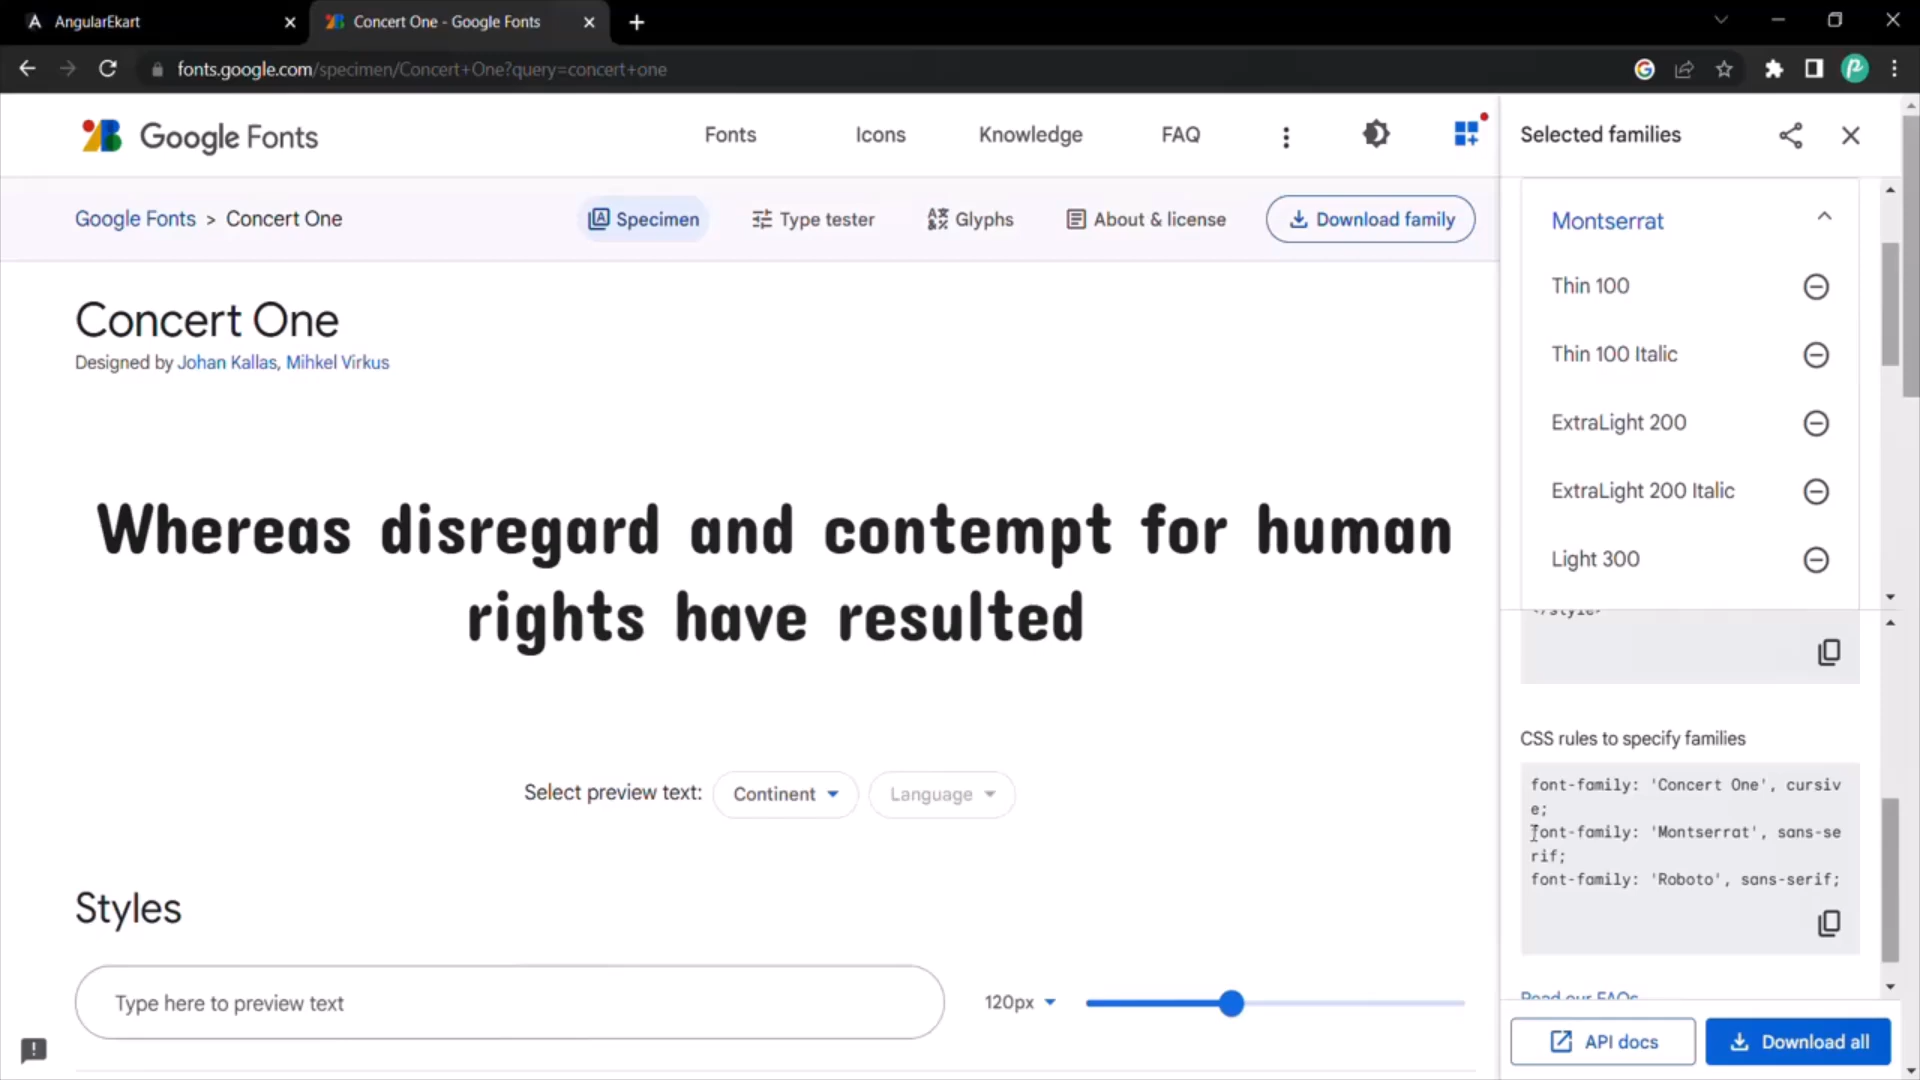 AngularEkart
Concert One - Google Fonts
fonts.google.com/specimen/Concert+One?query=concert+one
Google Fonts
Fonts
Icons
Knowledge
FAQ
Selected families
Google Fonts > Concert One
Specimen
Type tester
Glyphs
About & license
Download family
Concert One
Designed by Johan Kallas, Mihkel Virkus
Whereas disregard and contempt for human
rights have resulted
Select preview text:
Continent
Language
Styles
Type here to preview text
120px
Montserrat
Thin 100
Thin 100 Italic
ExtraLight 200
ExtraLight 200 Italic
Light 300
</style>
CSS rules to specify families
font-family: 'Concert One', cursiv
e;
font-family: 'Montserrat', sans-se
rif;
font-family: 'Roboto', sans-serif;
Read our FAQs
API docs
Download all